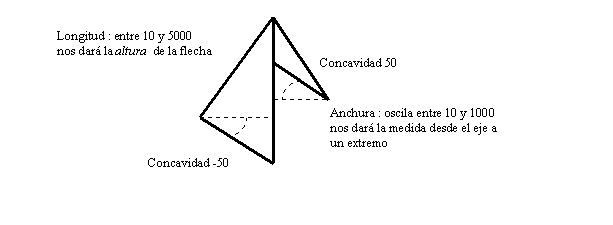 Longitud : entre 10 y 5000
nos dará la altura de la flecha
Concavidad 50
Anchura : oscila entre 10 y 1000
nos dará la medida desde el eje a
un extremo
Concavidad -50